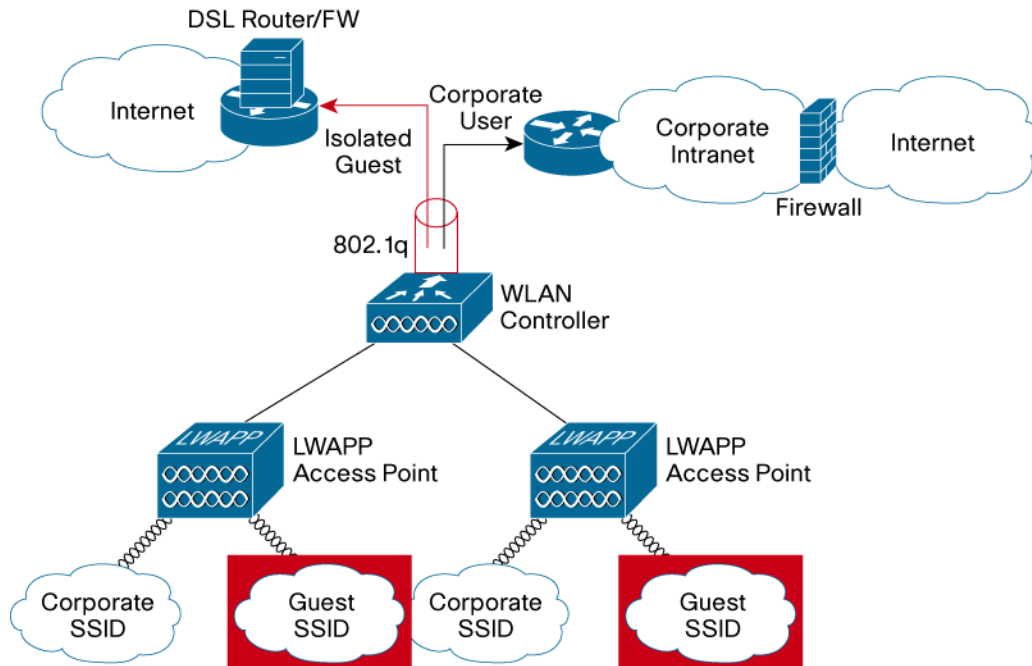 DSL Router/FW
Internet
Isolated
Guest
Corporate
User
Corporate
Intranet
Internet
Firewall
802.1q
WLAN
Controller
LWAPP
LWAPP
Access Point
LWAPP
LWAPP
Access Point
Corporate
SSID
Guest
SSID
Corporate
SSID
Guest
SSID